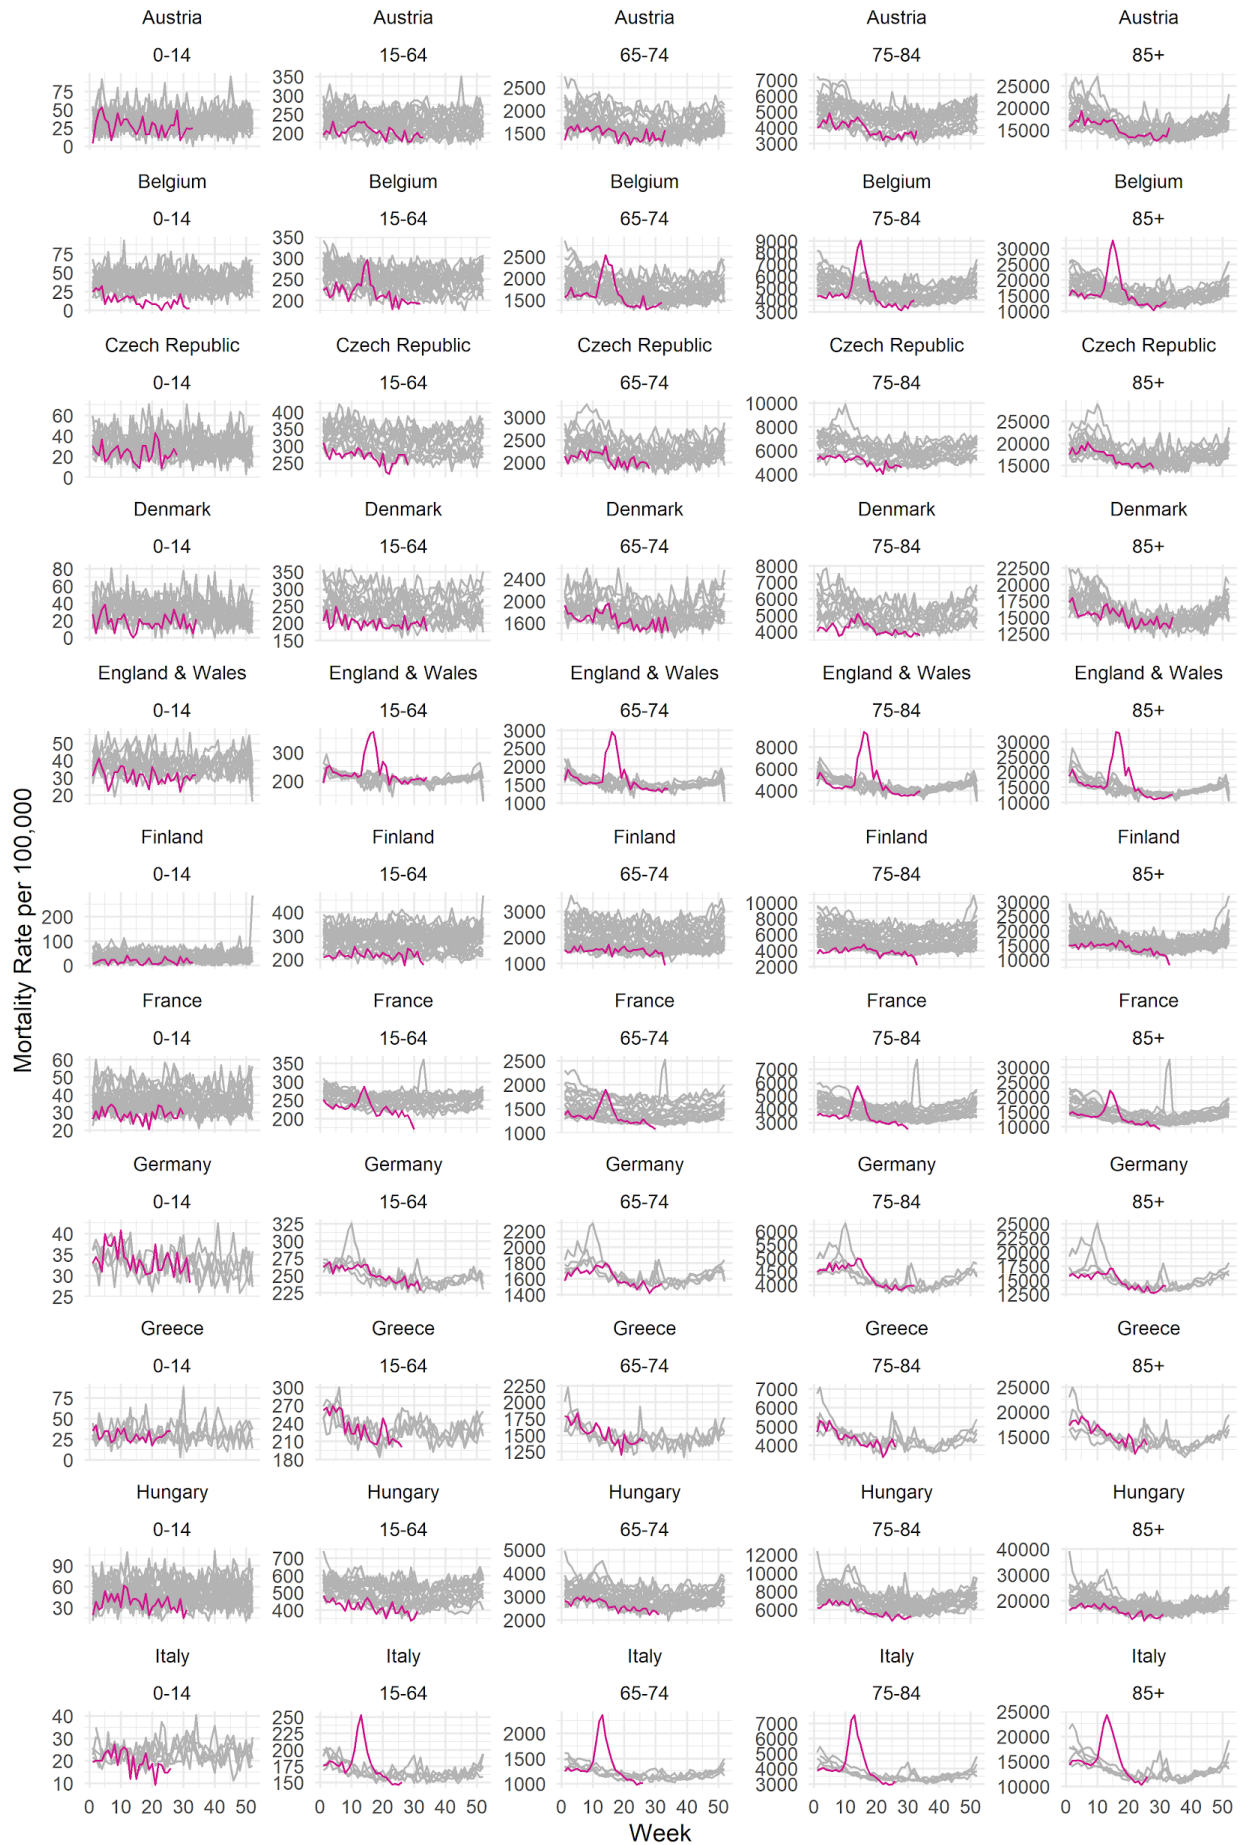 Austria Austria Austria Austria Austria
0-14 15-64 65-74 75-84 85+
75 50 25 0
350 300 250 200
2500 2000 1500
7000 6000 5000 4000 3000
25000 20000 15000
Belgium Belgium Belgium Belgium Belgium
0-14 15-64 65-74 75-84 85+
75 50 25 0
350 300 250 200
2500 2000 1500
9000 8000 7000 6000 5000 4000 3000
30000 25000 20000 15000 10000
Czech Republic Czech Republic Czech Republic Czech Republic Czech Republic
0-14 15-64 65-74 75-84 85+
60 40 20 0
400 350 300 250
3000 2500 2000
10000 8000 6000 4000
25000 20000 15000
Denmark Denmark Denmark Denmark Denmark
0-14 15-64 65-74 75-84 85+
80 60 40 20 0
350 300 250 200 150
2400 2000 1600
8000 7000 6000 5000 4000
22500 20000 17500 15000 12500
England & Wales England & Wales England & Wales England & Wales England & Wales
0-14 15-64 65-74 75-84 85+
50 40 30 20
300 200
3000 2500 2000 1500 1000
8000 6000 4000
30000 25000 20000 15000 10000
Finland Finland Finland Finland Finland
0-14 15-64 65-74 75-84 85+
200 100 0
400 300 200
3000 2000 1000
10000 8000 6000 4000 2000
30000 25000 20000 15000 10000
France France France France France
0-14 15-64 65-74 75-84 85+
60 50 40 30 20
350 300 250 200
2500 2000 1500 1000
7000 6000 5000 4000 3000
30000 25000 20000 15000 10000
Germany Germany Germany Germany Germany
0-14 15-64 65-74 75-84 85+
40 35 30 25
325 300 275 250 225
2200 2000 1800 1600 1400
6000 5500 5000 4500 4000
25000 22500 20000 17500 15000 12500
Greece Greece Greece Greece Greece
0-14 15-64 65-74 75-84 85+
75 50 25 0
300 270 240 210 180
2250 2000 1750 1500 1250
7000 6000 5000 4000
25000 20000 15000
Hungary Hungary Hungary Hungary Hungary
0-14 15-64 65-74 75-84 85+
90 60 30
700 600 500 400
5000 4000 3000 2000
12000 10000 8000 6000
40000 30000 20000
Italy Italy Italy Italy Italy
0-14 15-64 65-74 75-84 85+
40 30 20 10
250 225 200 175 150
2000 1500 1000
7000 6000 5000 4000 3000
25000 20000 15000 10000
0 10 20 30 40 50 0 10 20 30 40 50 0 10 20 30 40 50 0 10 20 30 40 50 0 10 20 30 40 50
Week
Mortality Rate per 100,000